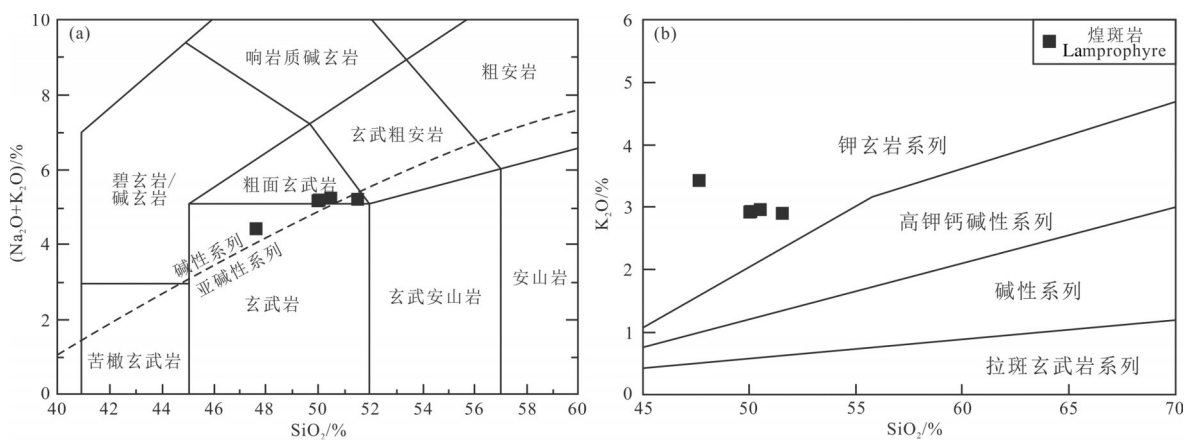 (a)
10
8
6
4
2
0
(Na₂O+K₂O)/%
40
42
44
46
48
50
52
54
56
58
60
SiO₂/%
响岩质碱玄岩
粗安岩
玄武粗安岩
碧玄岩/
碱玄岩
粗面玄武岩
碱性系列
亚碱性系列
玄武岩
玄武安山岩
安山岩
苦橄玄武岩
(b)
6
5
4
3
2
1
0
K₂O/%
45
50
55
60
65
70
SiO₂/%
煌斑岩
Lamprophyre
钾玄岩系列
高钾钙碱性系列
碱性系列
拉斑玄武岩系列